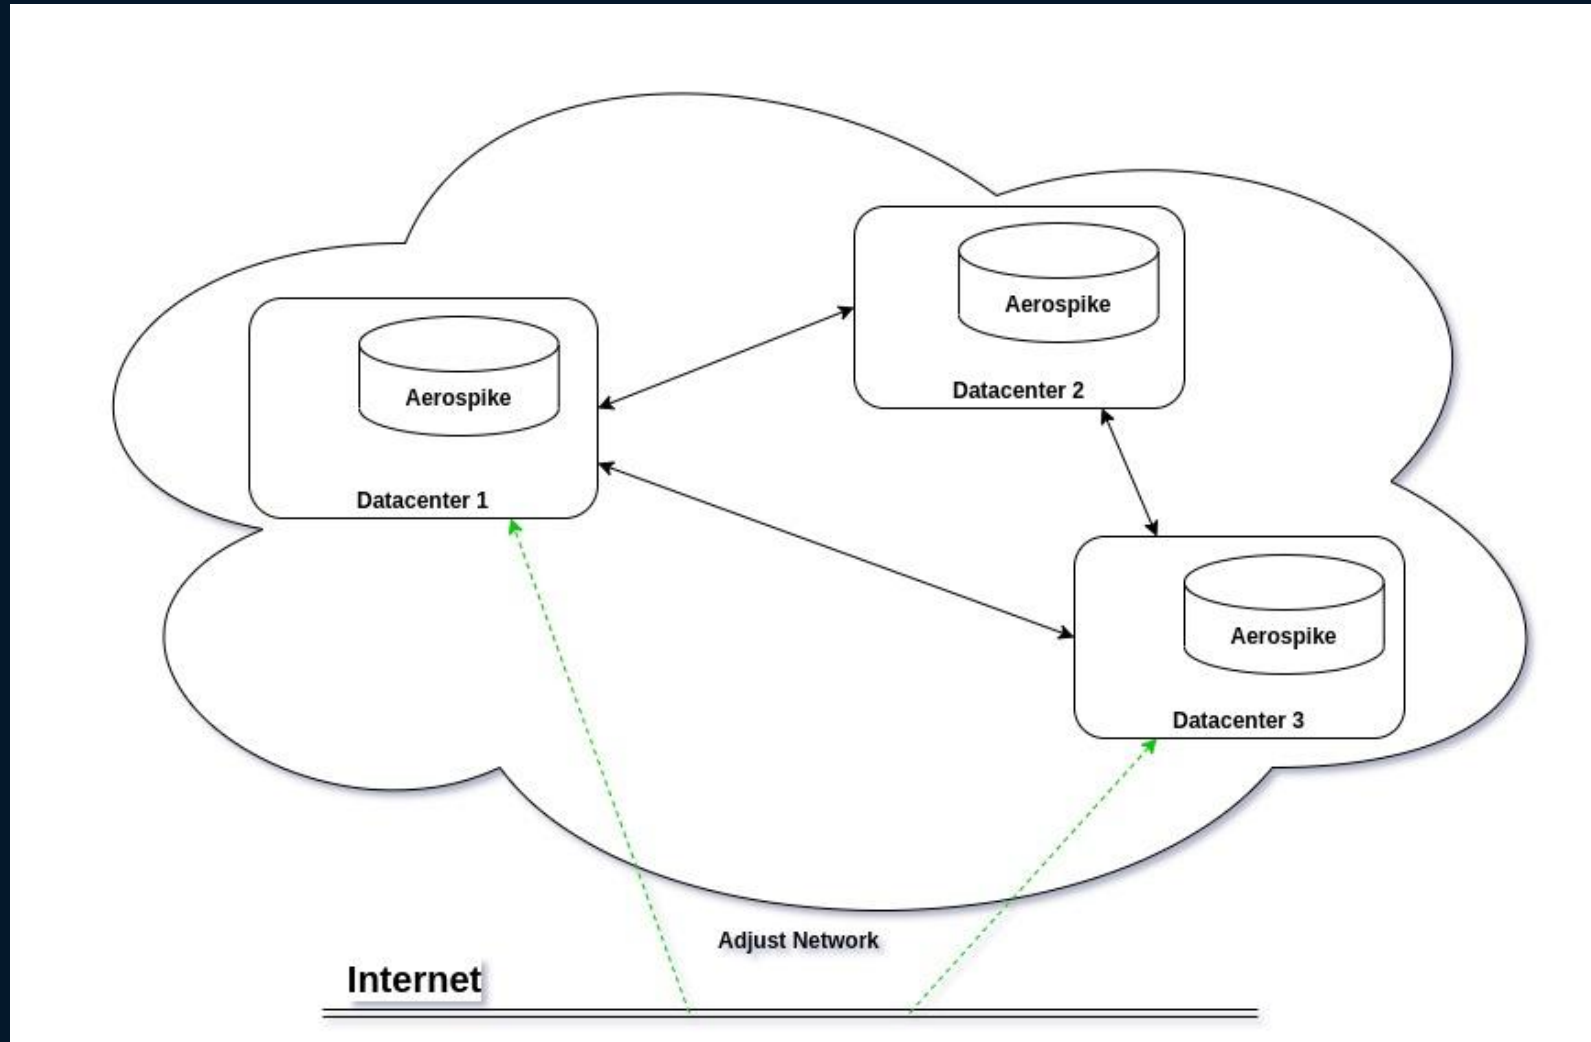 Aerospike
Datacenter 2
Aerospike
Datacenter 1
Aerospike
Datacenter 3
Adjust Network
Internet